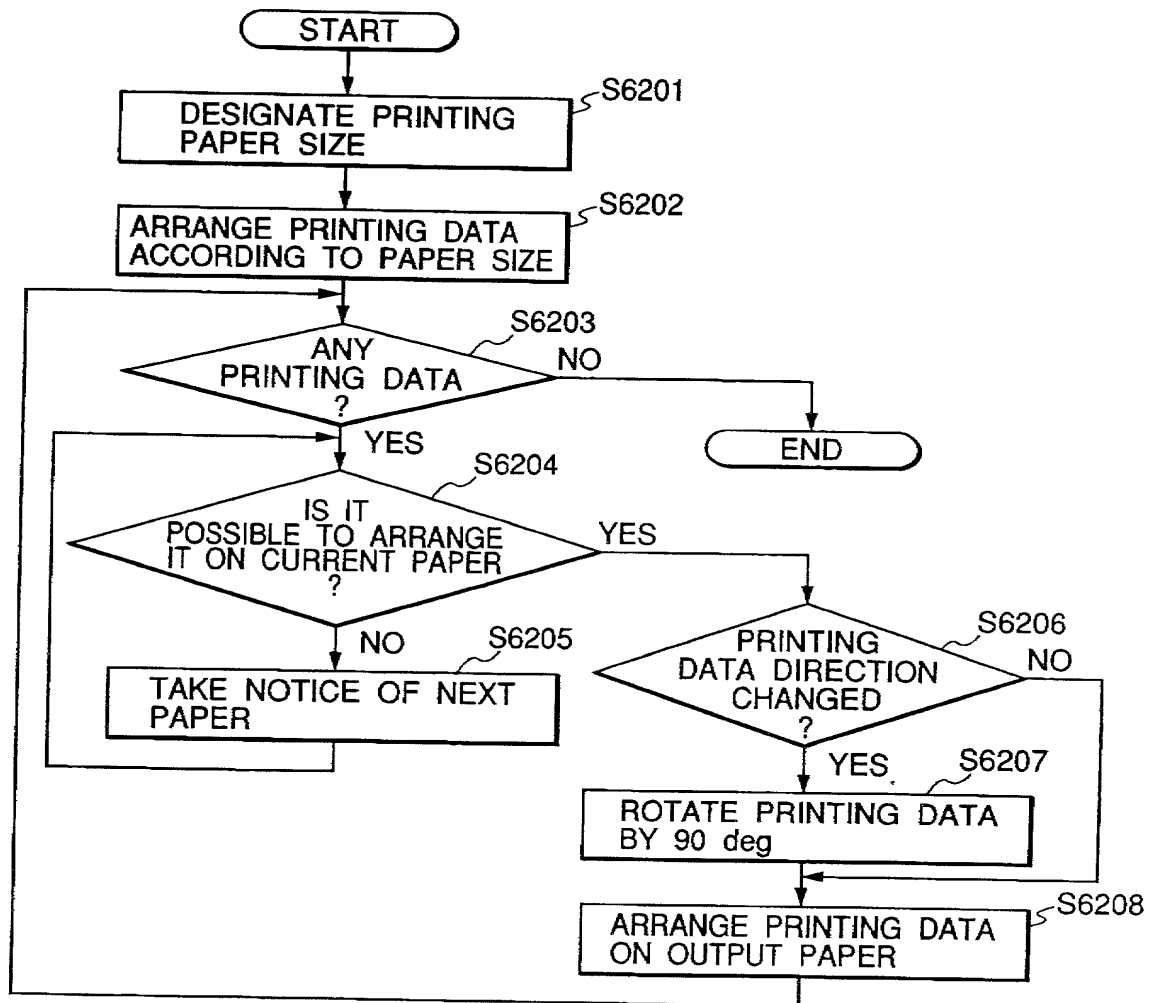 START
S6201
DESIGNATE PRINTING
PAPER SIZE
S6202
ARRANGE PRINTING DATA
ACCORDING TO PAPER SIZE
S6203
ANY
PRINTING DATA
?
NO
YES
END
S6204
IS IT
POSSIBLE TO ARRANGE
IT ON CURRENT PAPER
?
YES
NO
S6205
TAKE NOTICE OF NEXT
PAPER
S6206
PRINTING
DATA DIRECTION
CHANGED
?
NO
YES
S6207
ROTATE PRINTING DATA
BY 90 deg
S6208
ARRANGE PRINTING DATA
ON OUTPUT PAPER